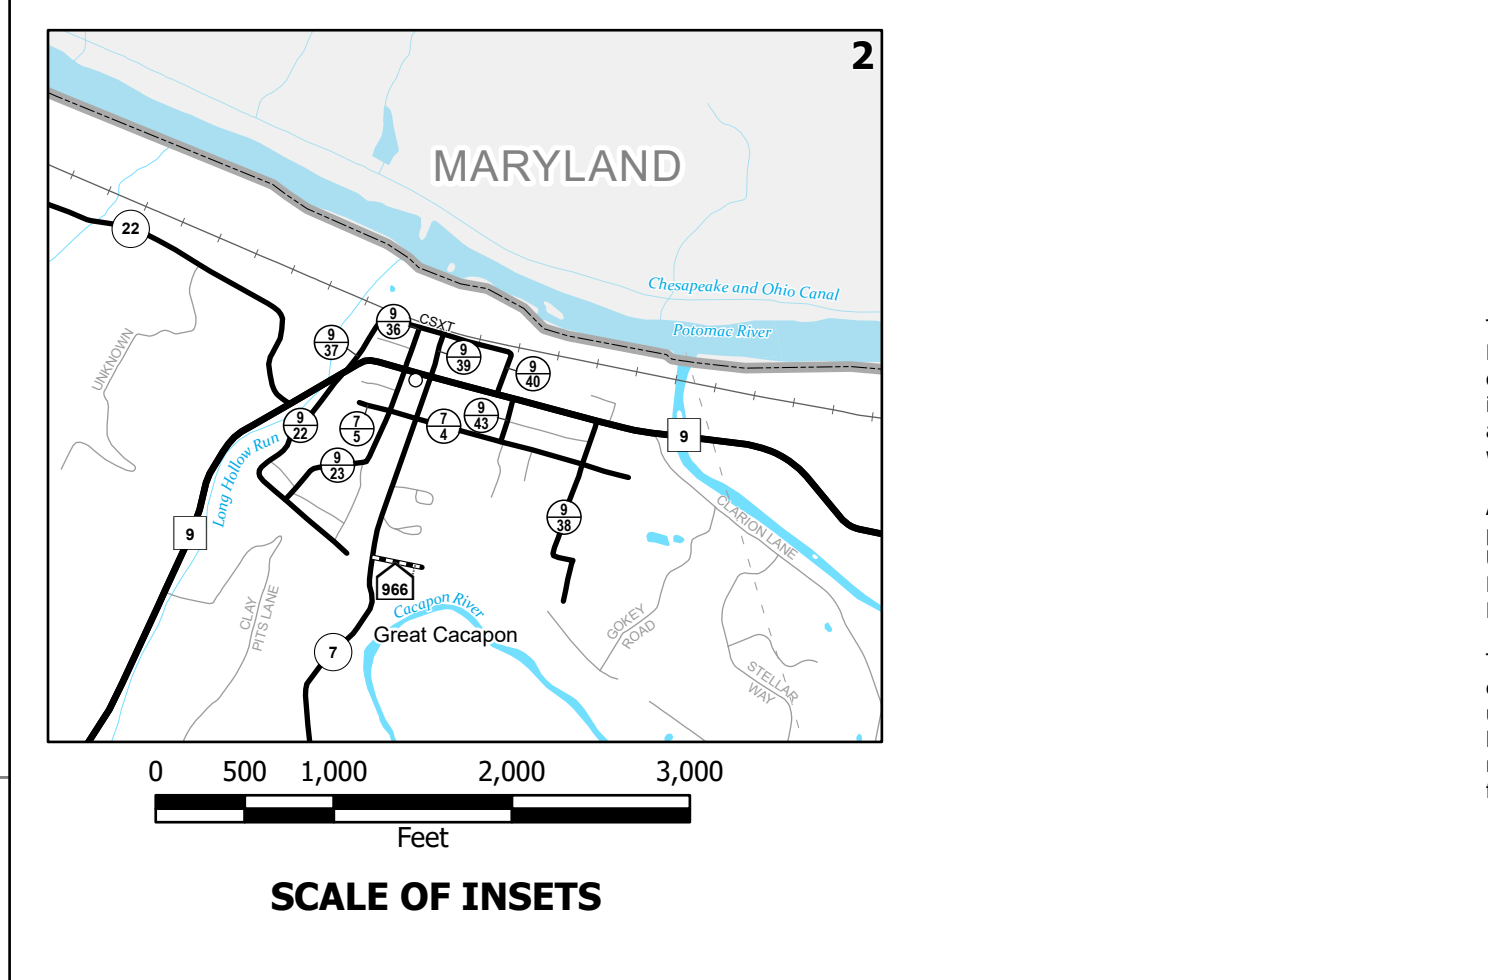 2
MARYLAND
22
Chesapeake and Ohio Canal
Potomac River
9
36
CSXT
9
37
9
39
9
40
UNKNOWN
9
43
9
22
7
5
7
4
9
Long Hollow Run
9
23
9
38
CLARION LANE
9
966
Cacapon River
CLAY
PITS LANE
GOKEY
ROAD
Great Cacapon
7
STELLAR
WAY
0 500 1,000 2,000 3,000
Feet
SCALE OF INSETS